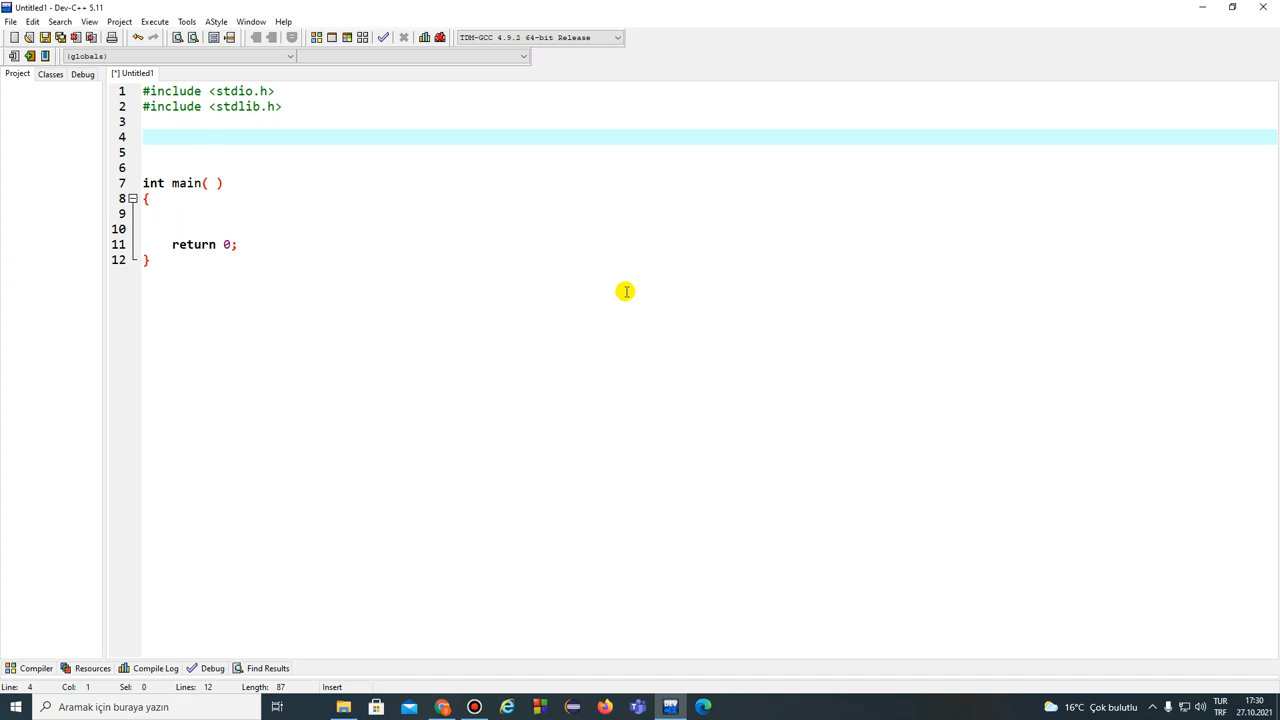 Untitled1 - Dev-C++ 5.11
File Edit Search View Project Execute Tools AStyle Window Help
TDM-GCC 4.9.2 64-bit Release
(globals)
Project Classes Debug [*] Untitled1
1 #include <stdio.h>
2 #include <stdlib.h>
3
4
5
6
7 int main( )
8 {
9
10
11 return 0;
12 }
Compiler Resources Compile Log Debug Find Results
Line: 4 Col: 1 Sel: 0 Lines: 12 Length: 87 Insert
Aramak için buraya yazın
DEV
16°C Çok bulutlu
TUR 17:30
TRF 27.10.2021